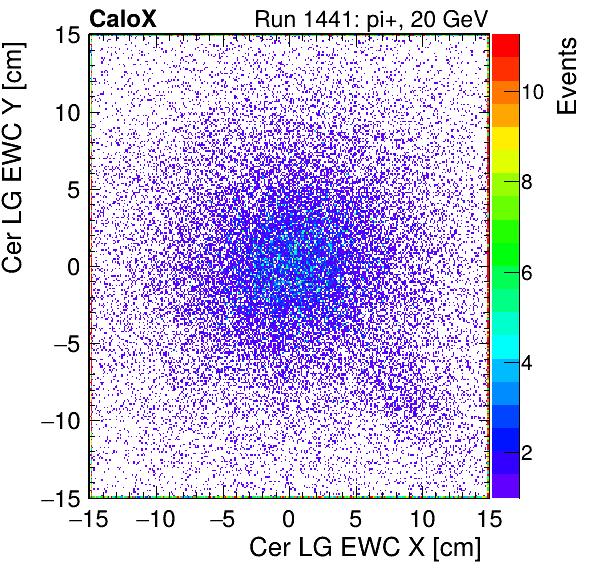 CaloX Run 1441: pi+, 20 GeV
Cer LG EWC Y [cm]
15
10
5
0
−5
−10
−15
−15 −10 −5 0 5 10 15
Cer LG EWC X [cm]
Events
10
8
6
4
2